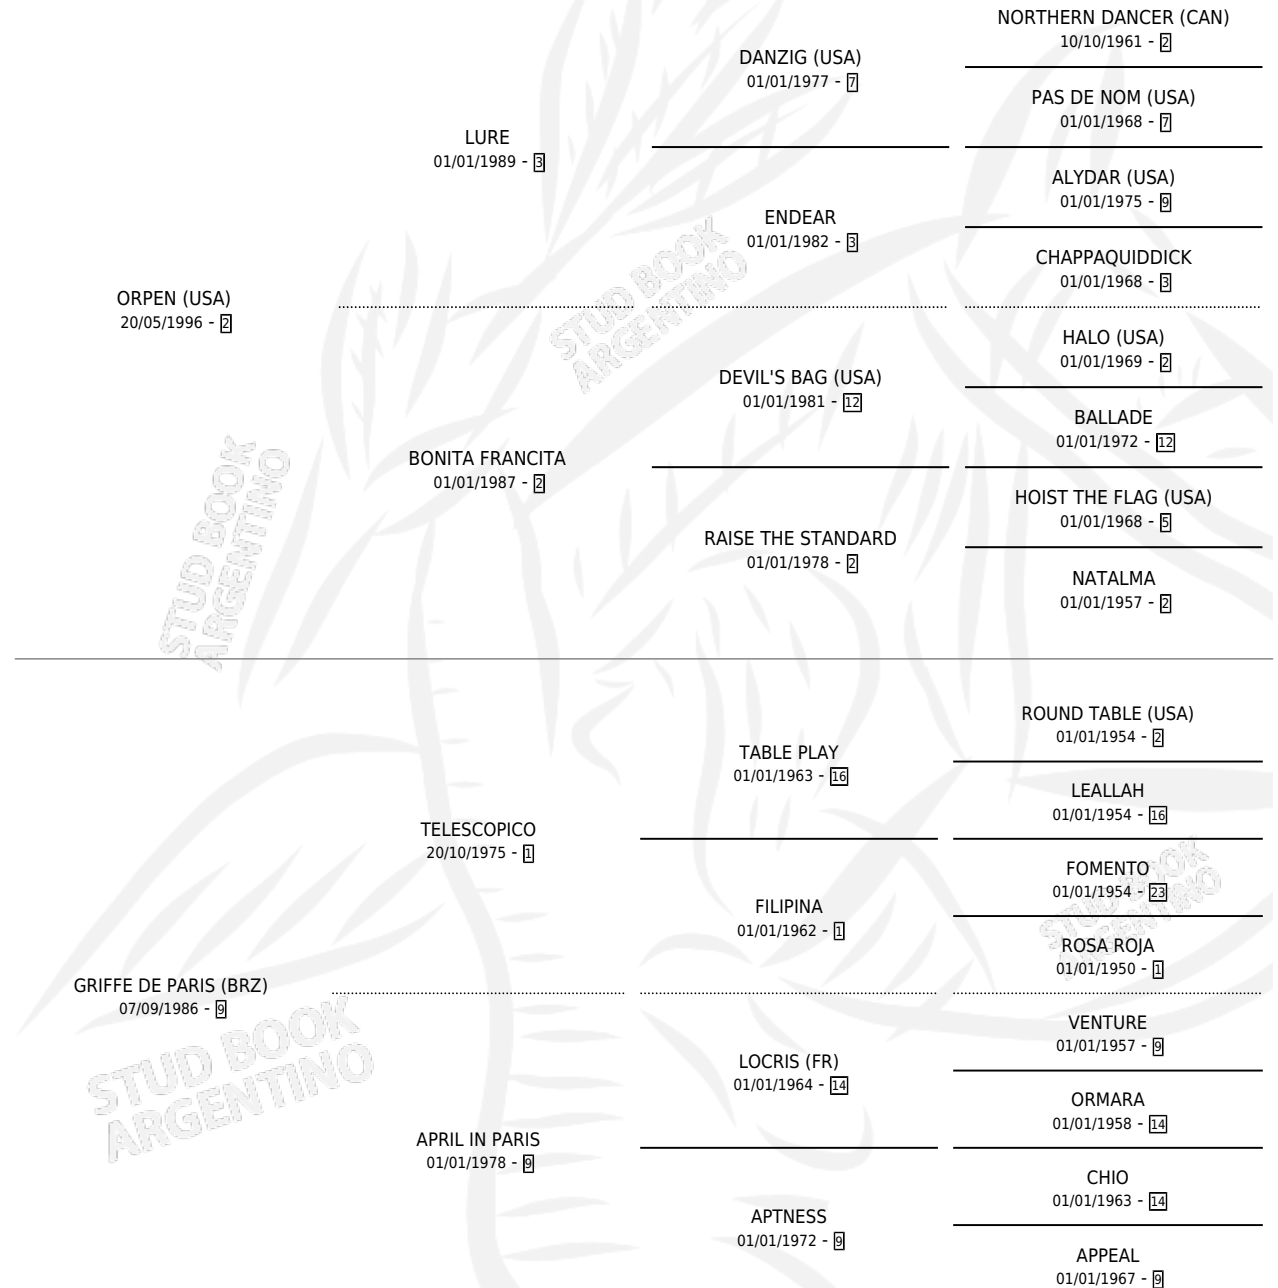 NORTHERN DANCER (CAN)
10/10/1961 - 2
DANZIG (USA)
01/01/1977 - 7
PAS DE NOM (USA)
01/01/1968 - 7
LURE
01/01/1989 - 3
ALYDAR (USA)
01/01/1975 - 9
ENDEAR
01/01/1982 - 3
CHAPPAQUIDDICK
01/01/1968 - 3
ORPEN (USA)
20/05/1996 - 2
HALO (USA)
01/01/1969 - 2
DEVIL'S BAG (USA)
01/01/1981 - 12
BALLADE
01/01/1972 - 12
BONITA FRANCITA
01/01/1987 - 2
HOIST THE FLAG (USA)
01/01/1968 - 5
RAISE THE STANDARD
01/01/1978 - 2
NATALMA
01/01/1957 - 2
ROUND TABLE (USA)
01/01/1954 - 2
TABLE PLAY
01/01/1963 - 16
LEALLAH
01/01/1954 - 16
TELESCOPICO
20/10/1975 - 1
FOMENTO
01/01/1954 - 23
FILIPINA
01/01/1962 - 1
ROSA ROJA
01/01/1950 - 1
GRIFFE DE PARIS (BRZ)
07/09/1986 - 9
VENTURE
01/01/1957 - 9
LOCRIS (FR)
01/01/1964 - 14
ORMARA
01/01/1958 - 14
APRIL IN PARIS
01/01/1978 - 9
CHIO
01/01/1963 - 14
APTNESS
01/01/1972 - 9
APPEAL
01/01/1967 - 9
STUD BOOK
ARGENTINO
STUD BOOK
ARGENTINO
STUD BOOK
ARGENTINO
STUD BOOK
ARGENTINO